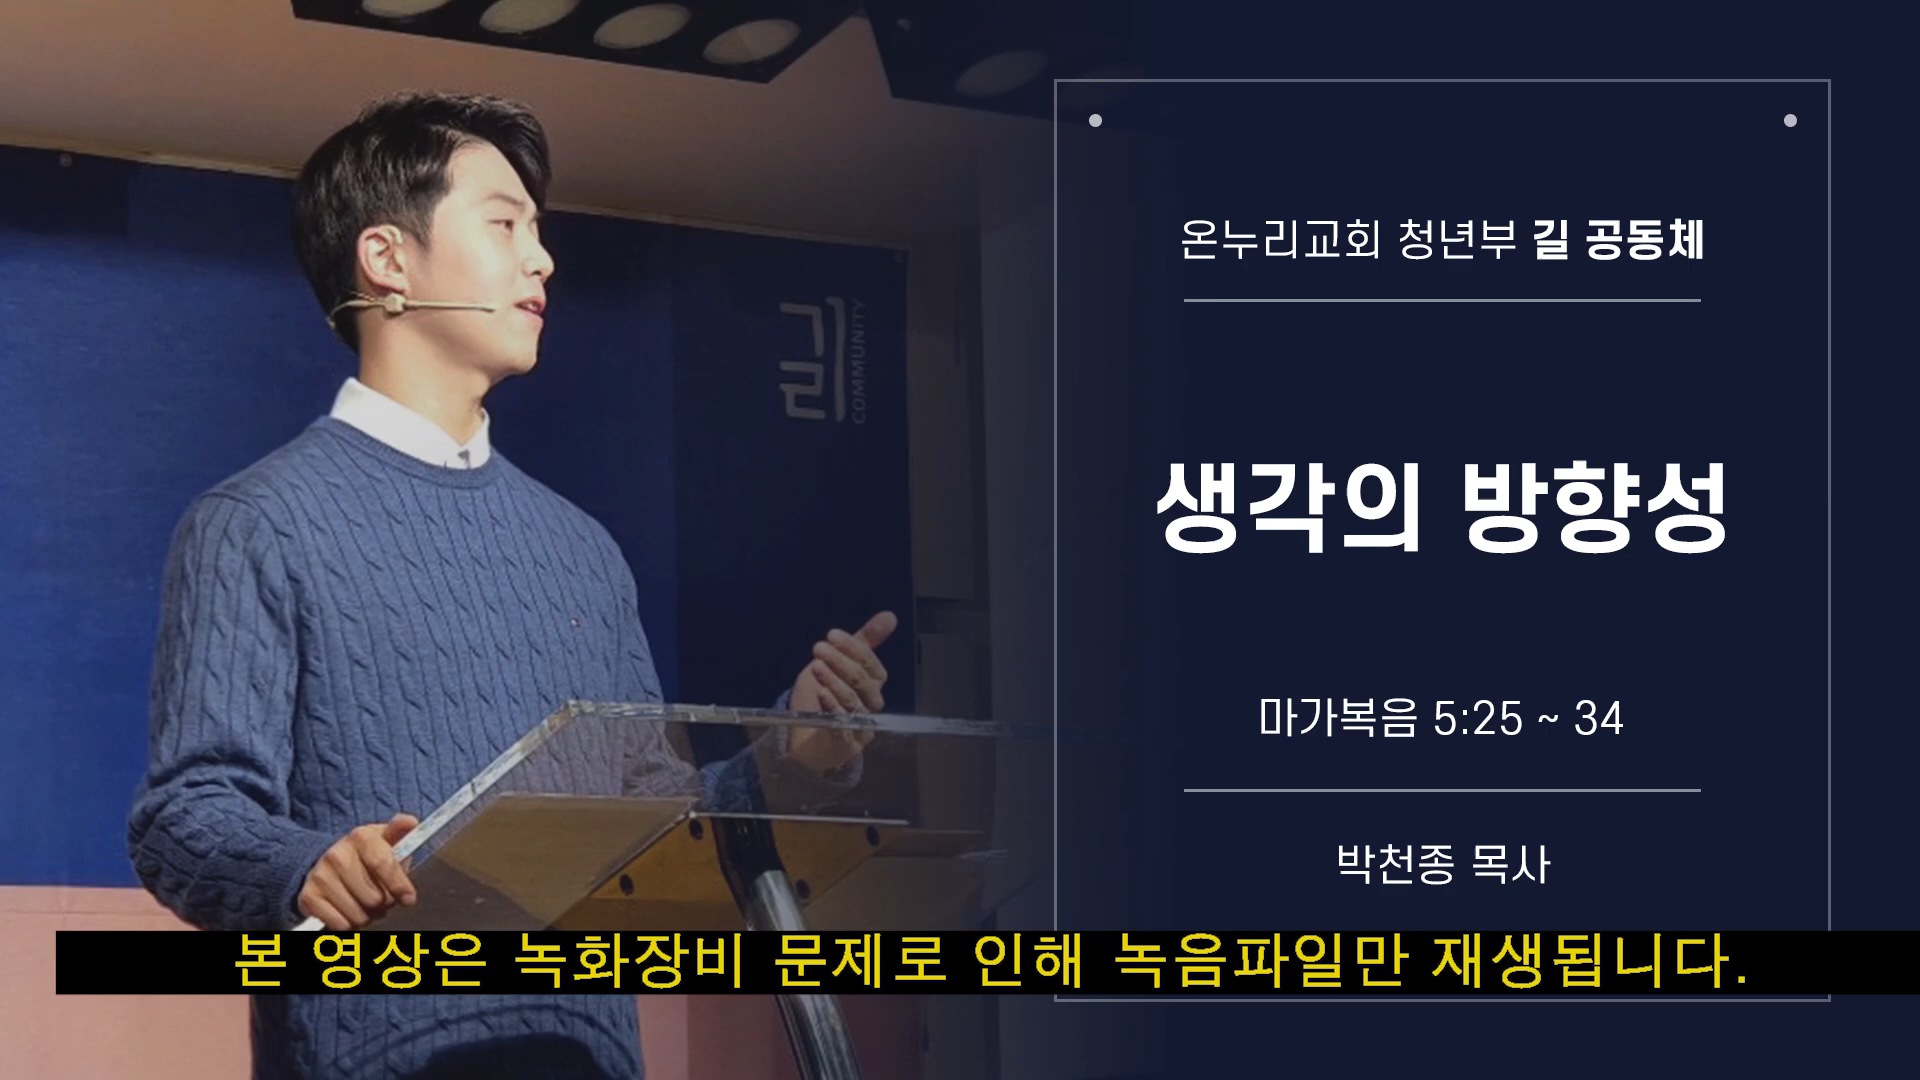 길
COMMUNITY
온누리교회 청년부 길 공동체
생각의 방향성
마가복음 5:25 ~ 34
박천종 목사
본 영상은 녹화장비 문제로 인해 녹음파일만 재생됩니다.